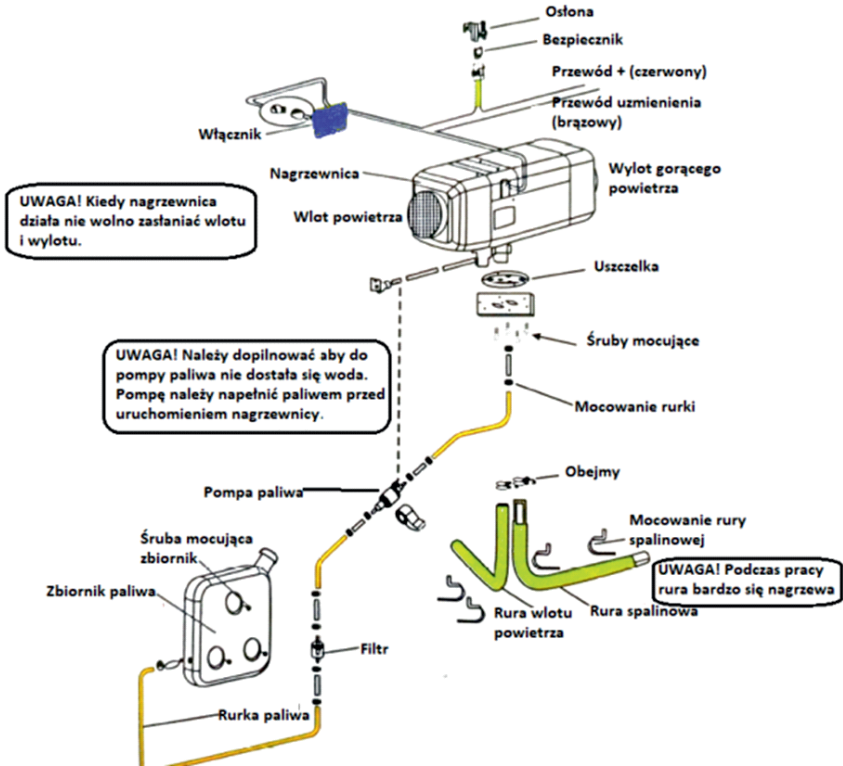 Osłona
Bezpiecznik
Przewód + (czerwony)
Przewód uzmienienia
(brązowy)
Włącznik
Nagrzewnica
Wylot gorącego
powietrza
Wlot powietrza
UWAGA! Kiedy nagrzewnica
działa nie wolno zasłaniać wlotu
i wylotu.
Uszczelka
Śruby mocujące
UWAGA! Należy dopilnować aby do
pompy paliwa nie dostała się woda.
Pompę należy napełnić paliwem przed
uruchomieniem nagrzewnicy.
Mocowanie rurki
Obejmy
Pompa paliwa
Mocowanie rury
spalinowej
Śruba mocująca
zbiornik
UWAGA! Podczas pracy
rura bardzo się nagrzewa
Zbiornik paliwa
Rura wlotu
powietrza
Rura spalinowa
Filtr
Rurka paliwa